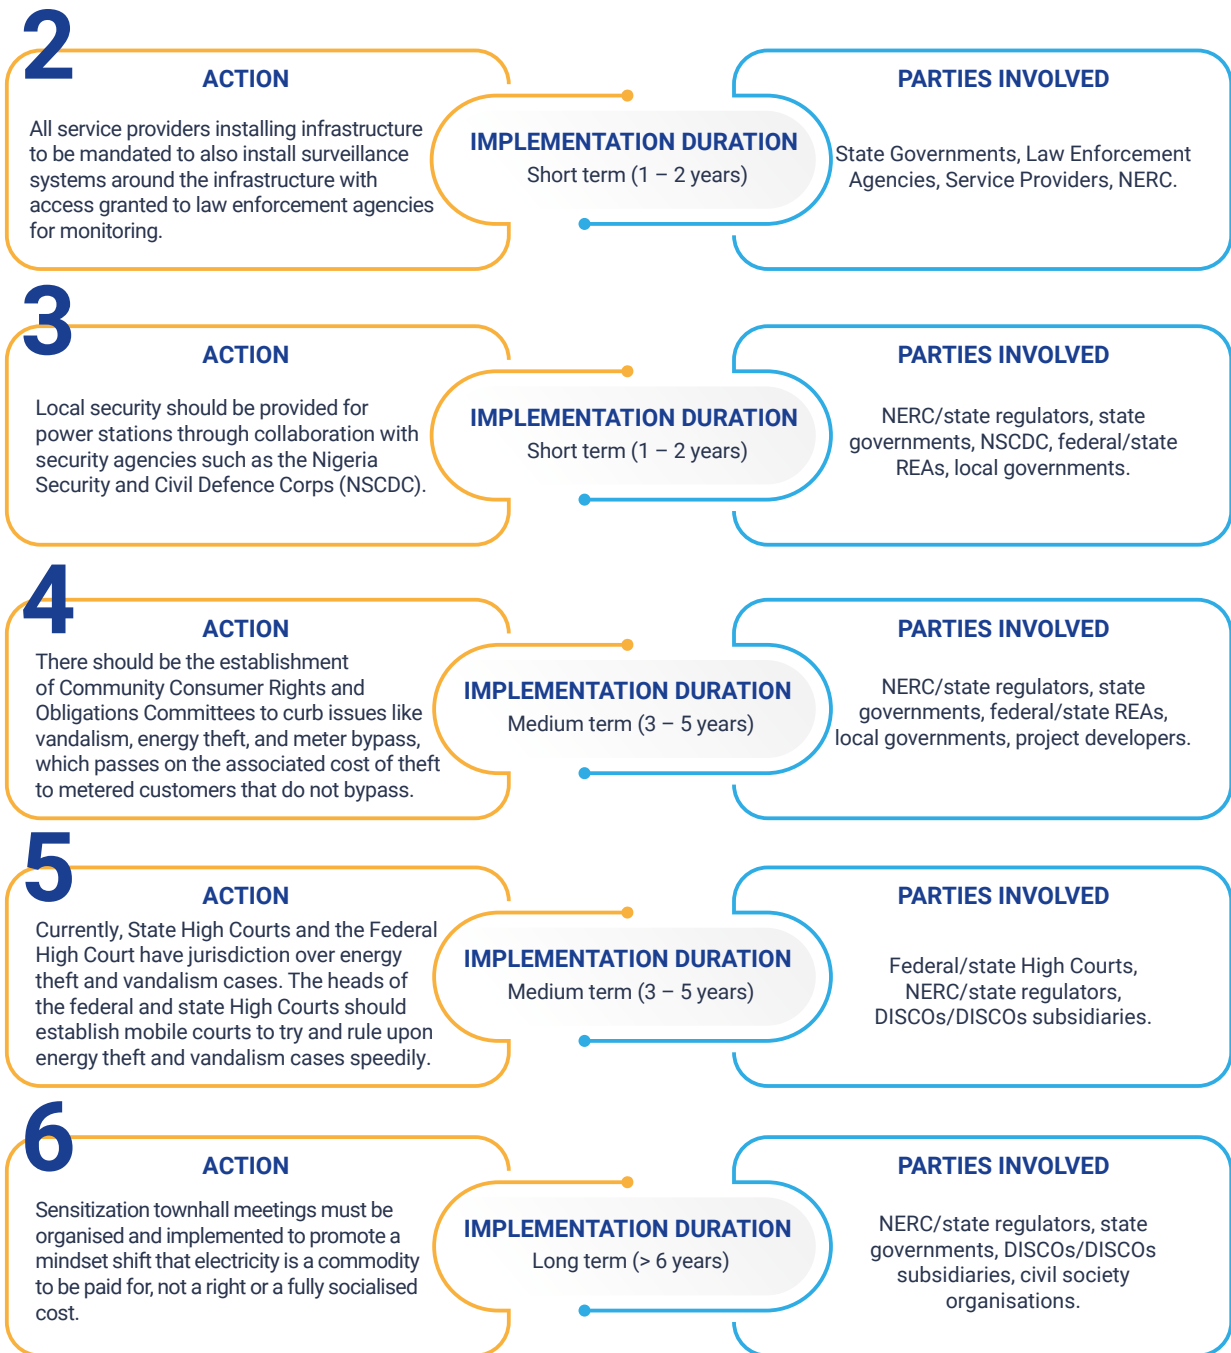 2
ACTION
All service providers installing infrastructure
to be mandated to also install surveillance
systems around the infrastructure with
access granted to law enforcement agencies
for monitoring.
IMPLEMENTATION DURATION
Short term (1 – 2 years)
PARTIES INVOLVED
State Governments, Law Enforcement
Agencies, Service Providers, NERC.
3
ACTION
Local security should be provided for
power stations through collaboration with
security agencies such as the Nigeria
Security and Civil Defence Corps (NSCDC).
IMPLEMENTATION DURATION
Short term (1 – 2 years)
PARTIES INVOLVED
NERC/state regulators, state
governments, NSCDC, federal/state
REAs, local governments.
4
ACTION
There should be the establishment
of Community Consumer Rights and
Obligations Committees to curb issues like
vandalism, energy theft, and meter bypass,
which passes on the associated cost of theft
to metered customers that do not bypass.
IMPLEMENTATION DURATION
Medium term (3 – 5 years)
PARTIES INVOLVED
NERC/state regulators, state
governments, federal/state REAs,
local governments, project developers.
5
ACTION
Currently, State High Courts and the Federal
High Court have jurisdiction over energy
theft and vandalism cases. The heads of
the federal and state High Courts should
establish mobile courts to try and rule upon
energy theft and vandalism cases speedily.
IMPLEMENTATION DURATION
Medium term (3 – 5 years)
PARTIES INVOLVED
Federal/state High Courts,
NERC/state regulators,
DISCOs/DISCOs subsidiaries.
6
ACTION
Sensitization townhall meetings must be
organised and implemented to promote a
mindset shift that electricity is a commodity
to be paid for, not a right or a fully socialised
cost.
IMPLEMENTATION DURATION
Long term (> 6 years)
PARTIES INVOLVED
NERC/state regulators, state
governments, DISCOs/DISCOs
subsidiaries, civil society
organisations.